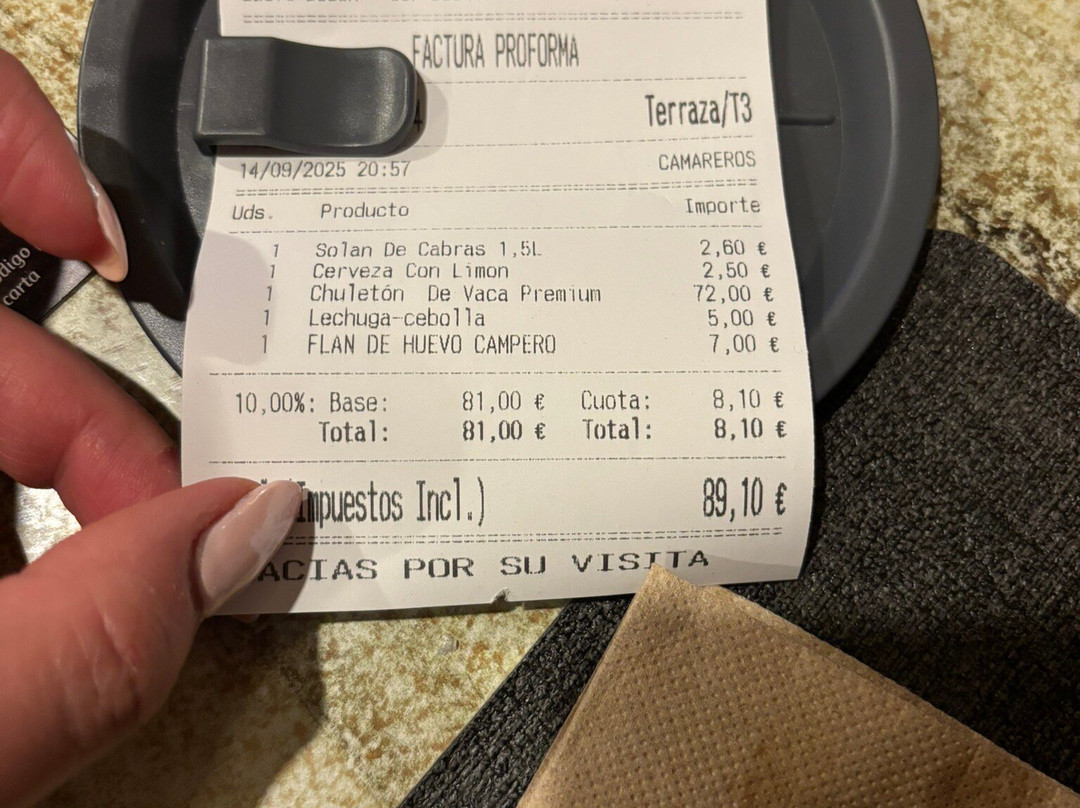 FACTURA PROFORMA
Terraza/T3
14/09/2025 20:57 CAMAREROS
Uds. Producto Importe
1 Solan De Cabras 1,5L 2,60 €
1 Cerveza Con Limon 2,50 €
1 Chuletón De Vaca Premium 72,00 €
1 Lechuga-cebolla 5,00 €
1 FLAN DE HUEVO CAMPERO 7,00 €
10,00%: Base: 81,00 € Cuota: 8,10 €
Total: 81,00 € Total: 8,10 €
(Impuestos Incl.) 89,10 €
ACIAS POR SU VISITA
ódigo
carta